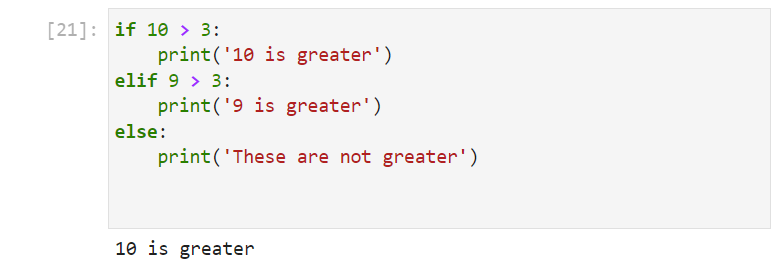 [21]: if 10 > 3:
    print('10 is greater')
elif 9 > 3:
    print('9 is greater')
else:
    print('These are not greater')
10 is greater